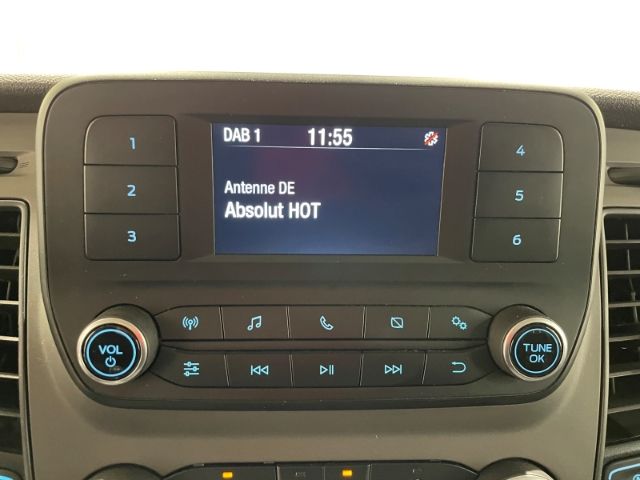 DAB 1 11:55
Antenne DE
Absolut HOT
1
2
3
4
5
6
VOL
TUNE
OK